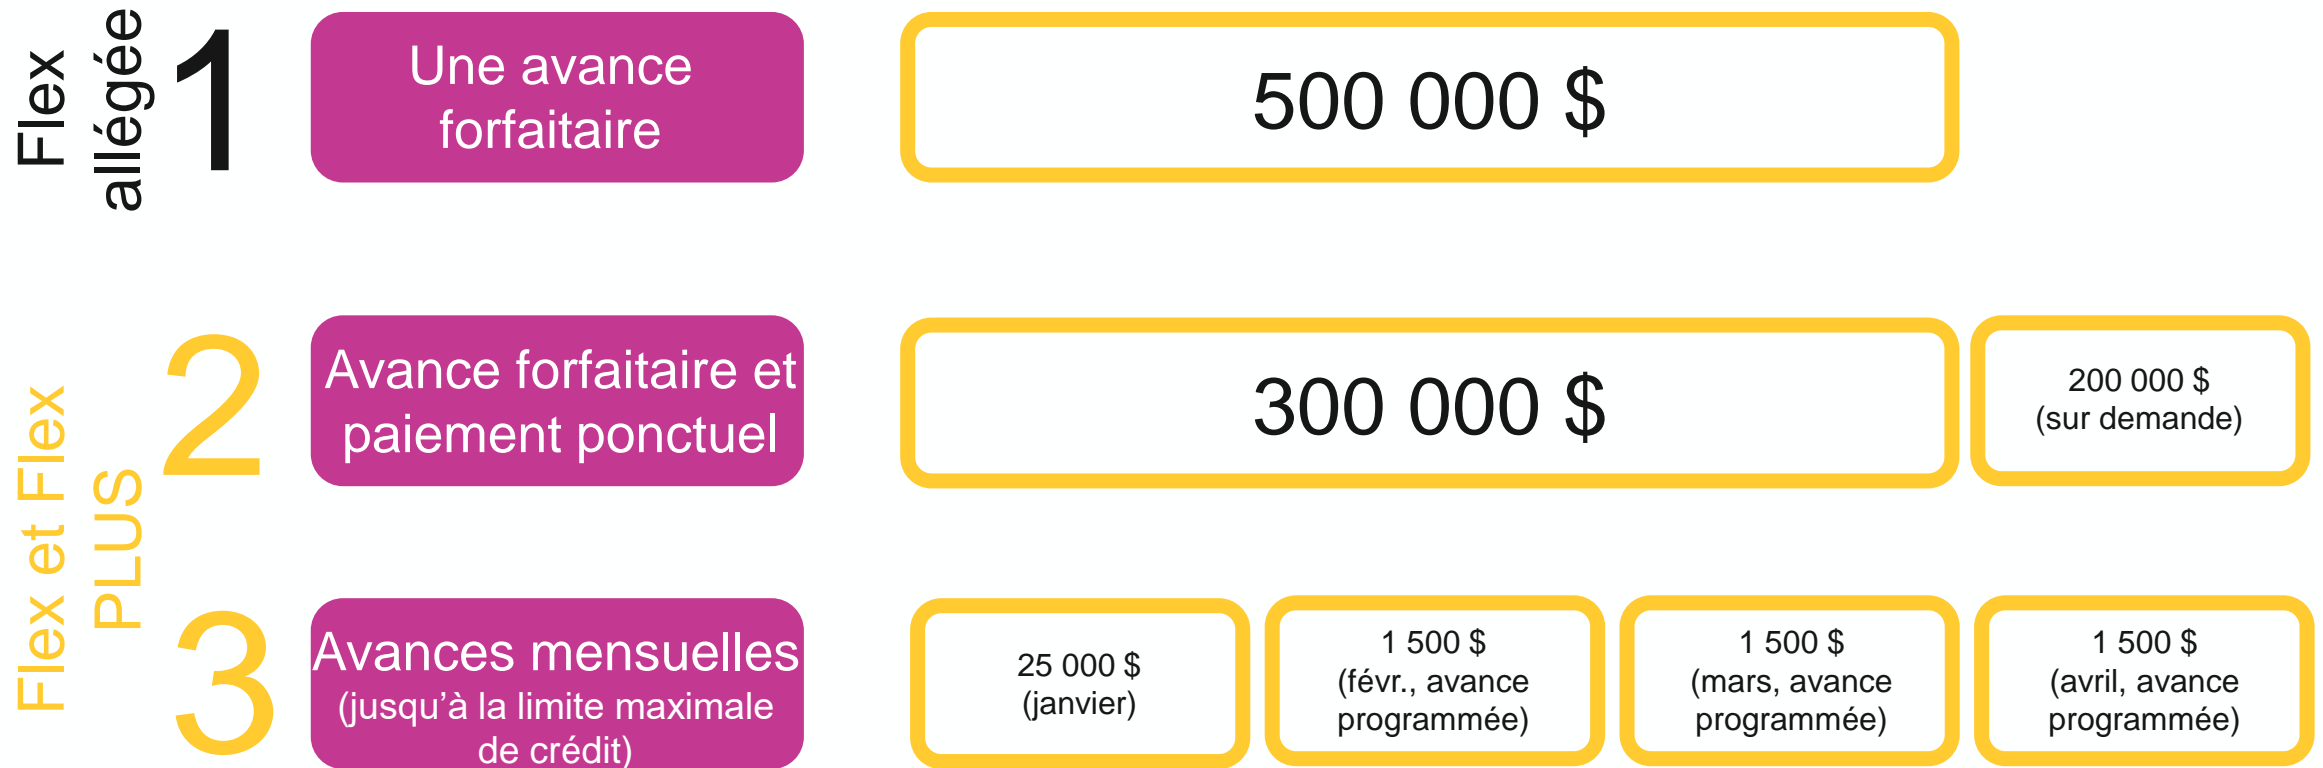 Flex
allégée
1
Une avance
forfaitaire
500 000 $
Flex et Flex
PLUS
2
Avance forfaitaire et
paiement ponctuel
300 000 $
200 000 $
(sur demande)
3
Avances mensuelles
(jusqu’à la limite maximale
de crédit)
25 000 $
(janvier)
1 500 $
(févr., avance
programmée)
1 500 $
(mars, avance
programmée)
1 500 $
(avril, avance
programmée)